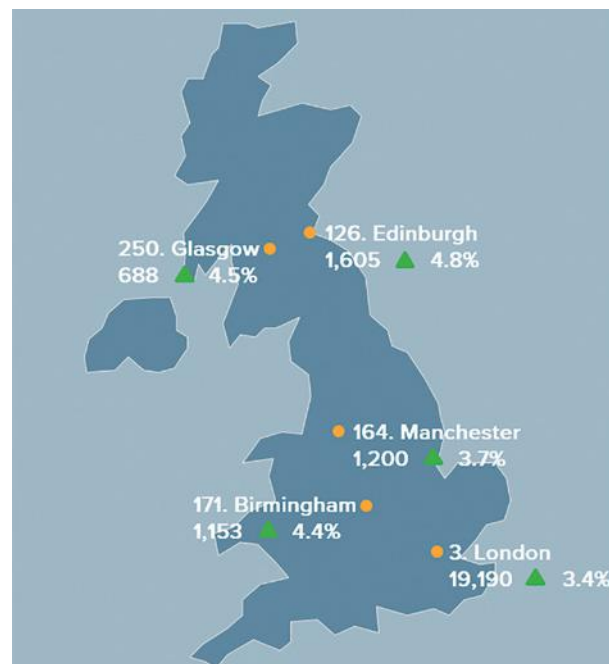 126. Edinburgh
1,605 ▲ 4.8%
250. Glasgow
688 ▲ 4.5%
164. Manchester
1,200 ▲ 3.7%
171. Birmingham
1,153 ▲ 4.4%
3. London
19,190 ▲ 3.4%